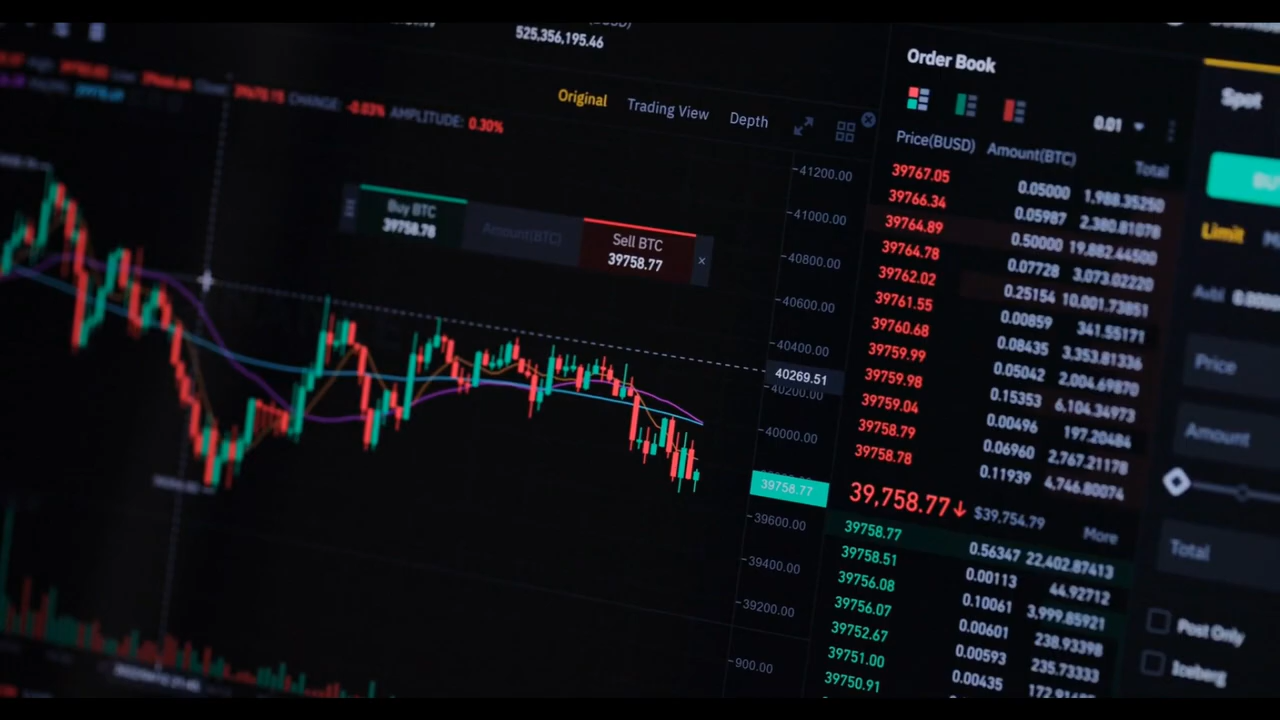 525,356,195.46
CHANGE: -0.03% AMPLITUDE: 0.30%
Original Trading View Depth
Buy BTC
39758.78
Amount(BTC)
Sell BTC
39758.77
41200.00
41000.00
40800.00
40600.00
40400.00
40269.51
40200.00
40000.00
39758.77
39600.00
39400.00
39200.00
900.00
Order Book
0.01
Price(BUSD) Amount(BTC) Total
39767.05 0.05000 1,988.35250
39766.34 0.05987 2,380.81078
39764.89 0.50000 19,882.44500
39764.78 0.07728 3,073.02220
39762.02 0.25154 10,001.73851
39761.55 0.00859 341.55171
39760.68 0.08435 3,353.81336
39759.99 0.05042 2,004.69870
39759.98 0.15353 6,104.34973
39759.04 0.00496 197.20484
39758.79 0.06960 2,767.21178
39758.78 0.11939 4,746.80074
39,758.77↓ $39,754.79 More
39758.77 0.56347 22,402.87413
39758.51 0.00113 44.92712
39756.08 0.10061 3,999.85921
39756.07 0.00601 238.93398
39752.67 0.00593 235.73333
39751.00 0.00435
39750.91
Spot
Limit
Price
Amount
Total
Post Only
Iceberg